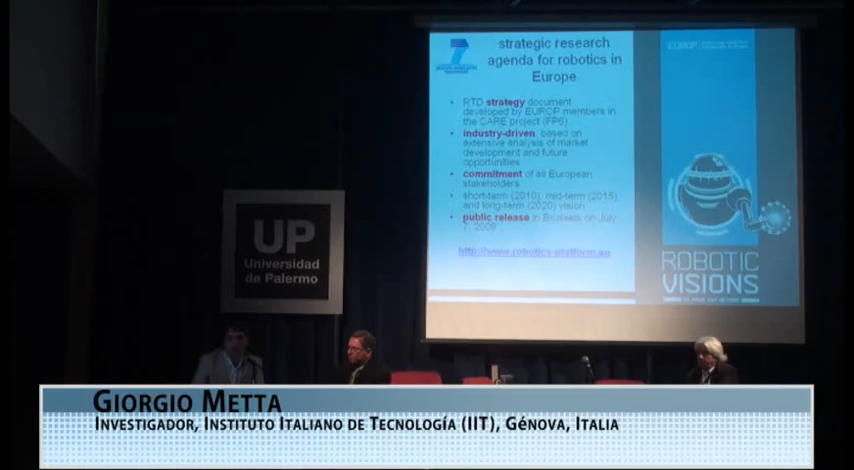 strategic research
agenda for robotics in
Europe
• RTD strategy document
developed by EUROP members in
the CARE project (FP6)
• industry-driven, based on
extensive analysis of market
development and future
opportunities
• commitment of all European
stakeholders
• short-term (2010), mid-term (2015)
and long-term (2020) vision
• public release in Brussels on July
7, 2009
http://www.robotics-platform.eu
EUROP
ROBOTIC
VISIONS
UP
Universidad
de Palermo
GIORGIO METTA
INVESTIGADOR, INSTITUTO ITALIANO DE TECNOLOGÍA (IIT), GÉNOVA, ITALIA